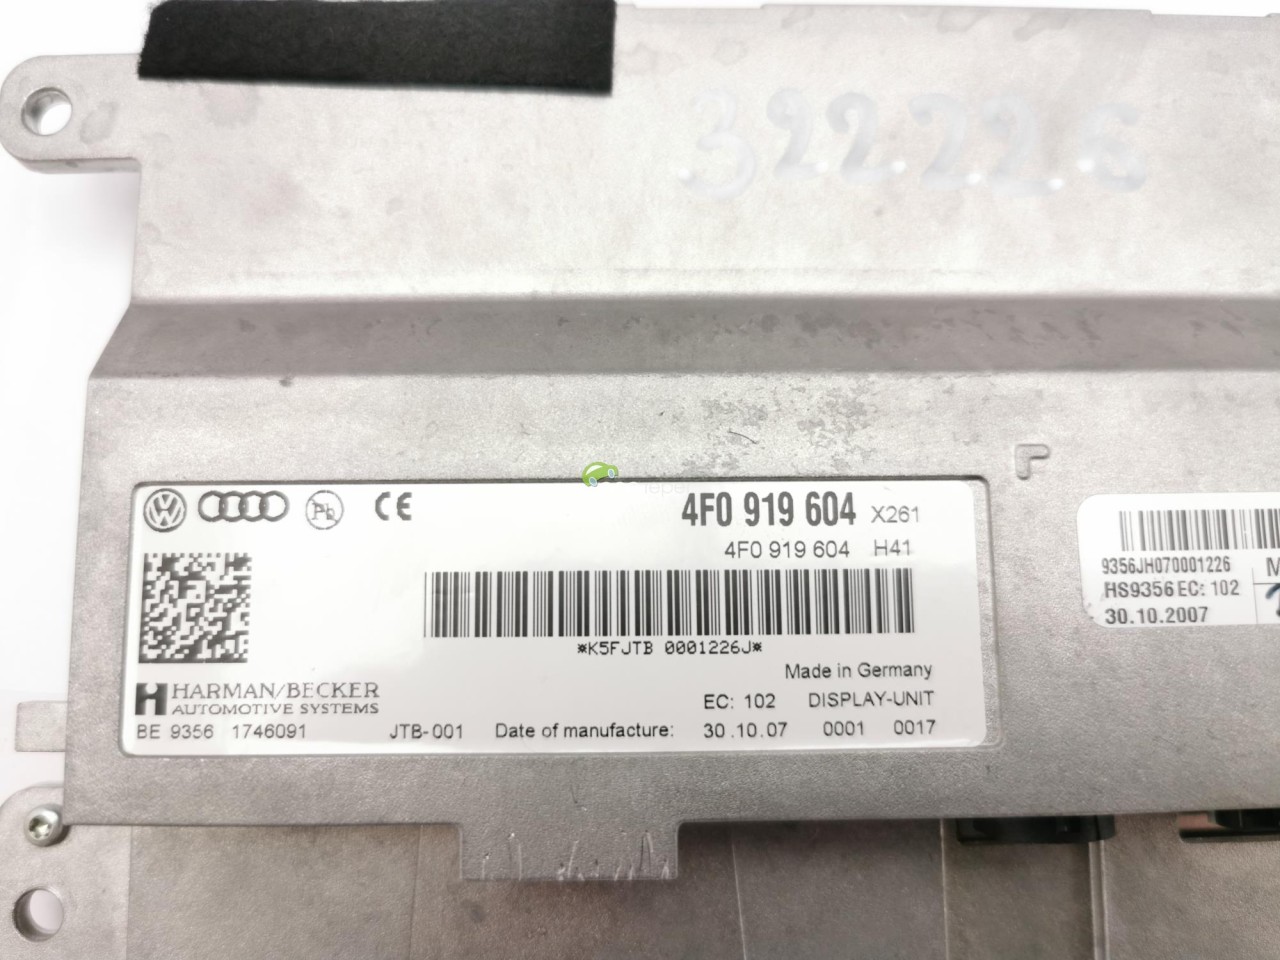 322226
4F0 919 604 X261
4F0 919 604 H41
*K5FJTB 0001226J*
Made in Germany
EC: 102 DISPLAY-UNIT
HARMAN/BECKER
AUTOMOTIVE SYSTEMS
BE 9356 1746091 JTB-001 Date of manufacture: 30.10.07 0001 0017
Pb
CE
9356JH070001226
HS9356 EC: 102
30.10.2007